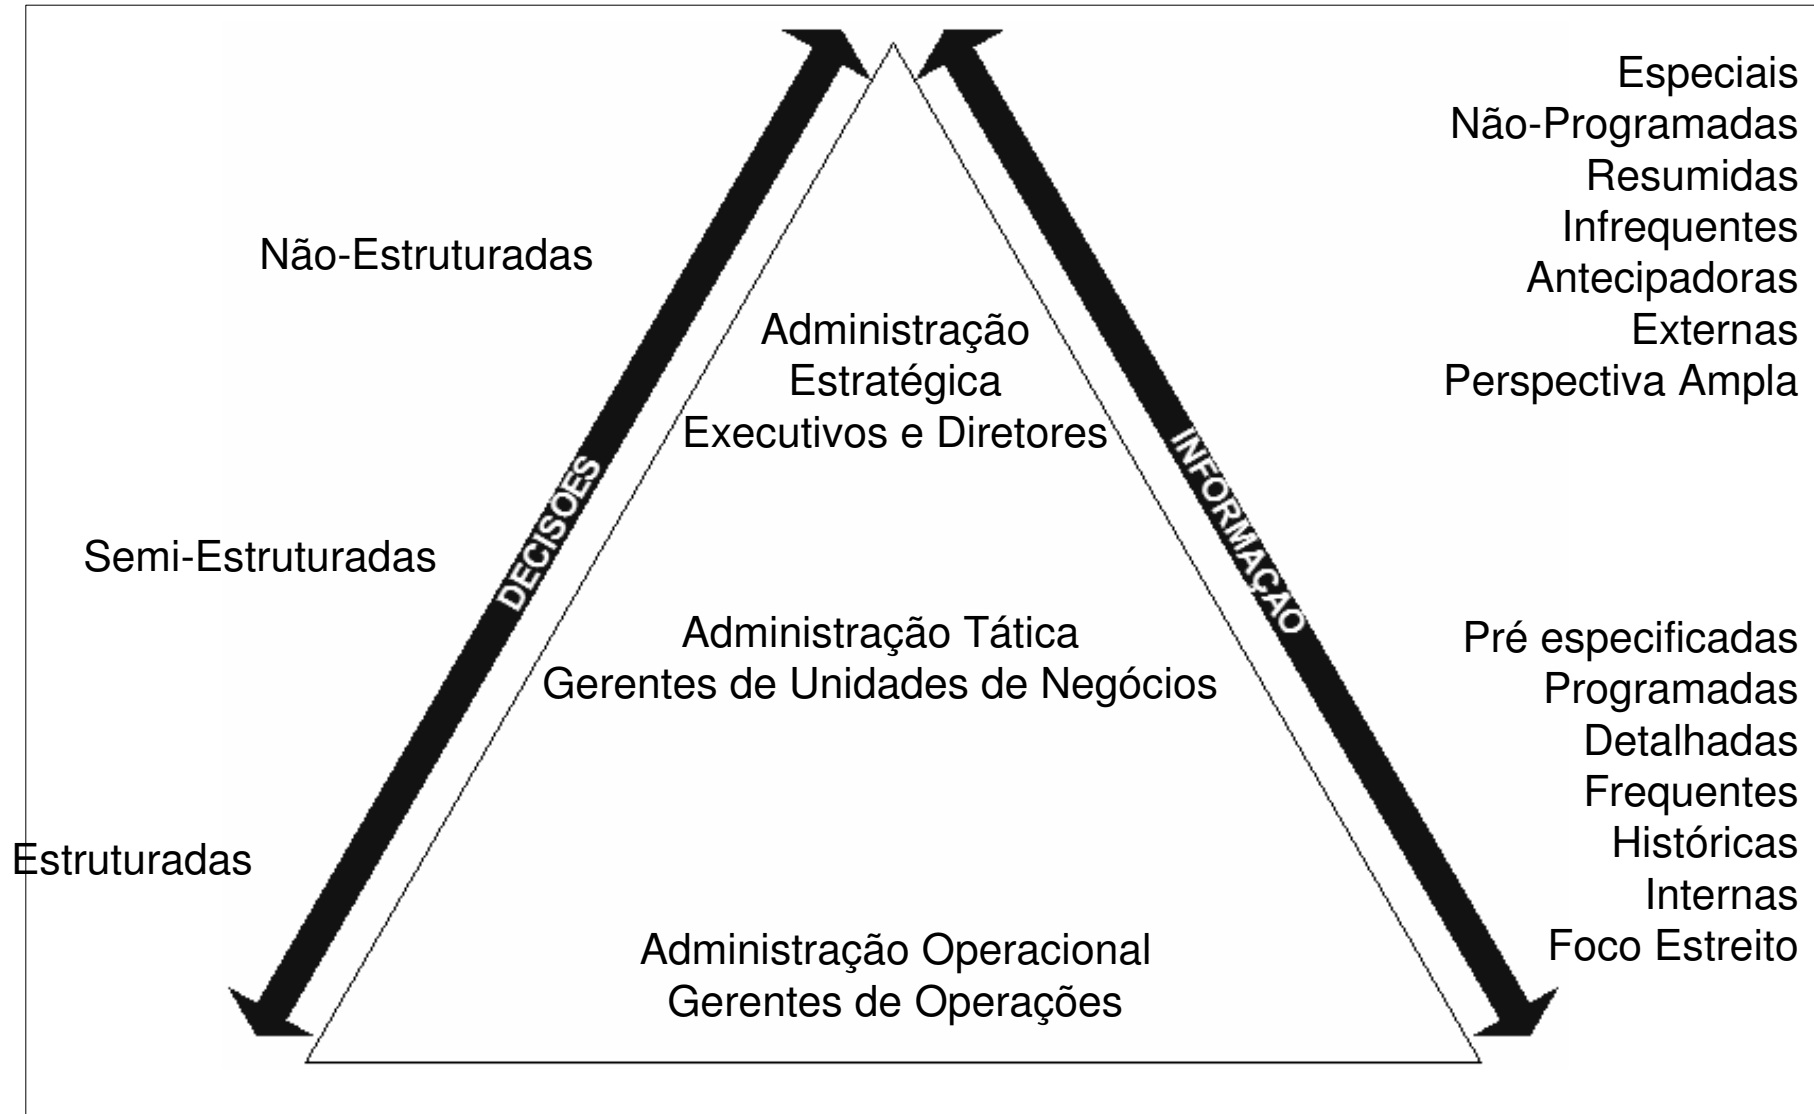 Especiais
Não-Programadas
Resumidas
Infrequentes
Antecipadoras
Externas
Perspectiva Ampla
Não-Estruturadas
Administração
Estratégica
Executivos e Diretores
DECISOES
INFORMAÇAO
Semi-Estruturadas
Administração Tática
Gerentes de Unidades de Negócios
Pré especificadas
Programadas
Detalhadas
Frequentes
Históricas
Internas
Foco Estreito
Estruturadas
Administração Operacional
Gerentes de Operações